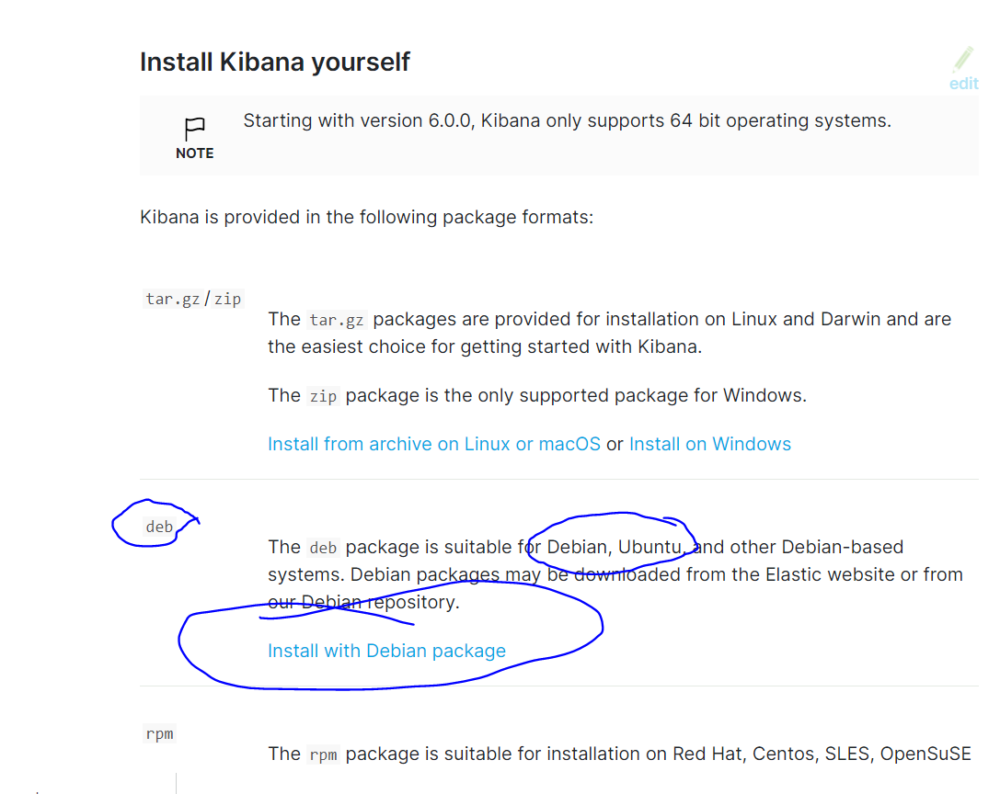 Install Kibana yourself
edit
Starting with version 6.0.0, Kibana only supports 64 bit operating systems.
NOTE
Kibana is provided in the following package formats:
tar.gz/zip
The tar.gz packages are provided for installation on Linux and Darwin and are
the easiest choice for getting started with Kibana.
The zip package is the only supported package for Windows.
Install from archive on Linux or macOS or Install on Windows
deb
The deb package is suitable for Debian, Ubuntu, and other Debian-based
systems. Debian packages may be downloaded from the Elastic website or from
our Debian repository.
Install with Debian package
rpm
The rpm package is suitable for installation on Red Hat, Centos, SLES, OpenSuSE